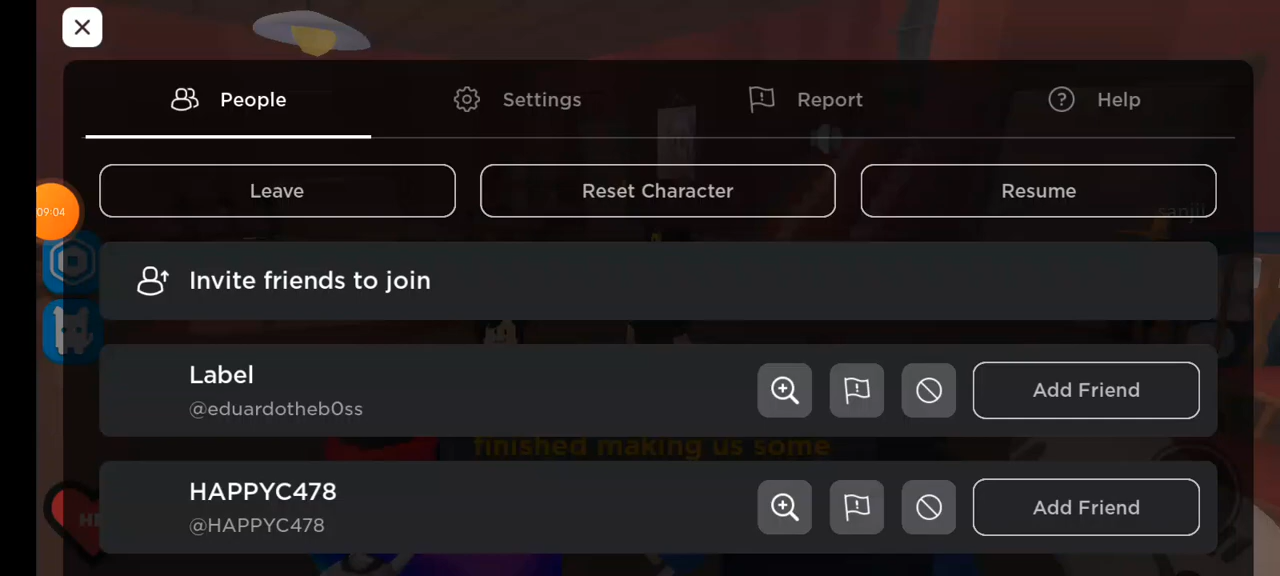 People
Settings
Report
Help
Leave
Reset Character
Resume
09:04
sanji
Invite friends to join
Label
@eduardotheb0ss
Add Friend
finished making us some
HAPPYC478
@HAPPYC478
Add Friend